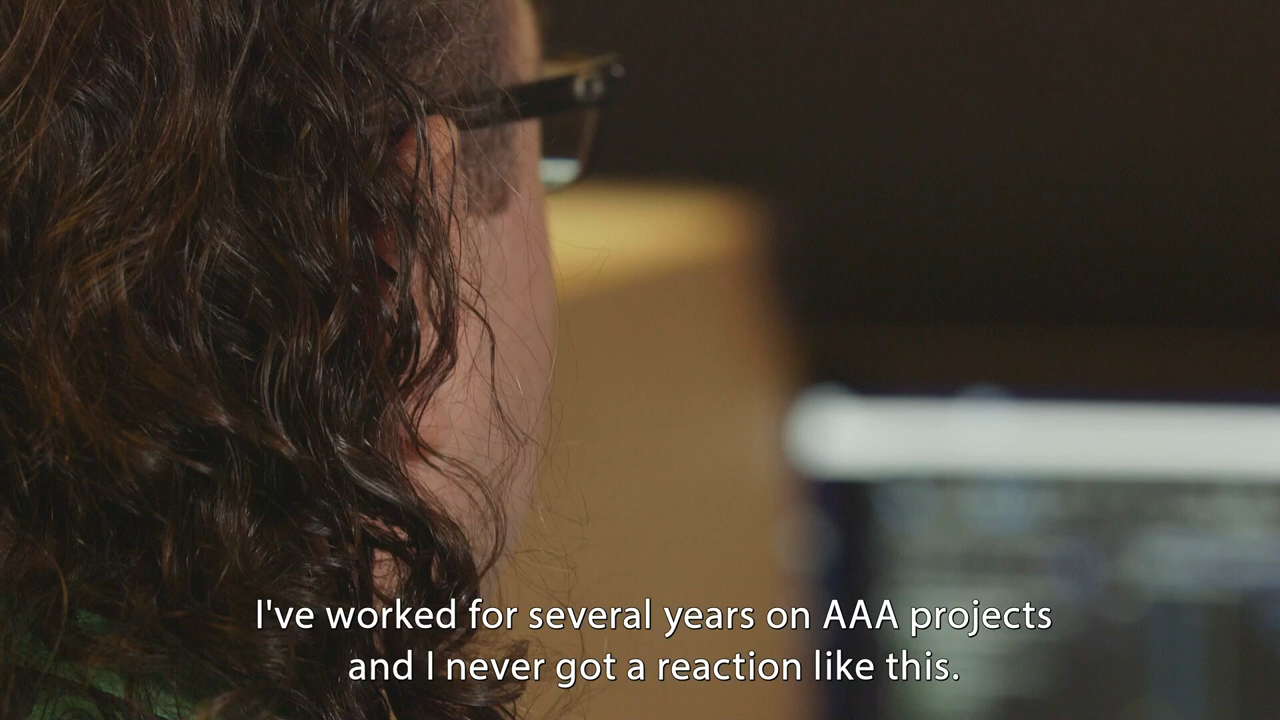 I've worked for several years on AAA projects
and I never got a reaction like this.